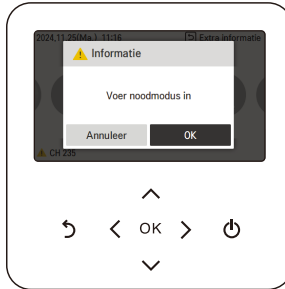 2024.11.25(Ma.) 11:16 Extra informatie
Informatie
Voer noodmodus in
Annuleer OK
CH 235
OK